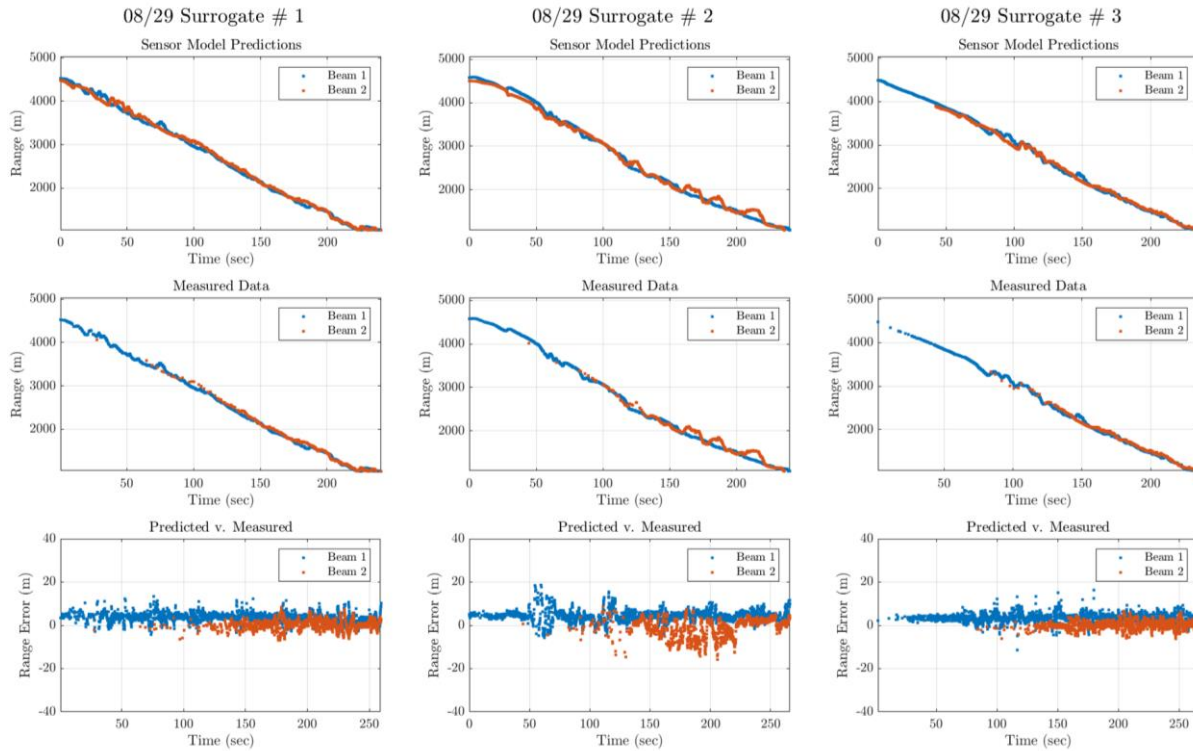 08/29 Surrogate # 1
08/29 Surrogate # 2
08/29 Surrogate # 3
Sensor Model Predictions
Sensor Model Predictions
Sensor Model Predictions
5000
4000
3000
2000
Range (m)
Beam 1
Beam 2
0 50 100 150 200
Time (sec)
5000
4000
3000
2000
Range (m)
Beam 1
Beam 2
0 50 100 150 200
Time (sec)
5000
4000
3000
2000
Range (m)
Beam 1
Beam 2
0 50 100 150 200
Time (sec)
Measured Data
Measured Data
Measured Data
5000
4000
3000
2000
Range (m)
Beam 1
Beam 2
50 100 150 200
Time (sec)
5000
4000
3000
2000
Range (m)
Beam 1
Beam 2
0 50 100 150 200
Time (sec)
5000
4000
3000
2000
Range (m)
Beam 1
Beam 2
50 100 150 200
Time (sec)
Predicted v. Measured
Predicted v. Measured
Predicted v. Measured
40
20
0
-20
-40
Range Error (m)
Beam 1
Beam 2
50 100 150 200 250
Time (sec)
40
20
0
-20
-40
Range Error (m)
Beam 1
Beam 2
0 50 100 150 200 250
Time (sec)
40
20
0
-20
-40
Range Error (m)
Beam 1
Beam 2
50 100 150 200 250
Time (sec)